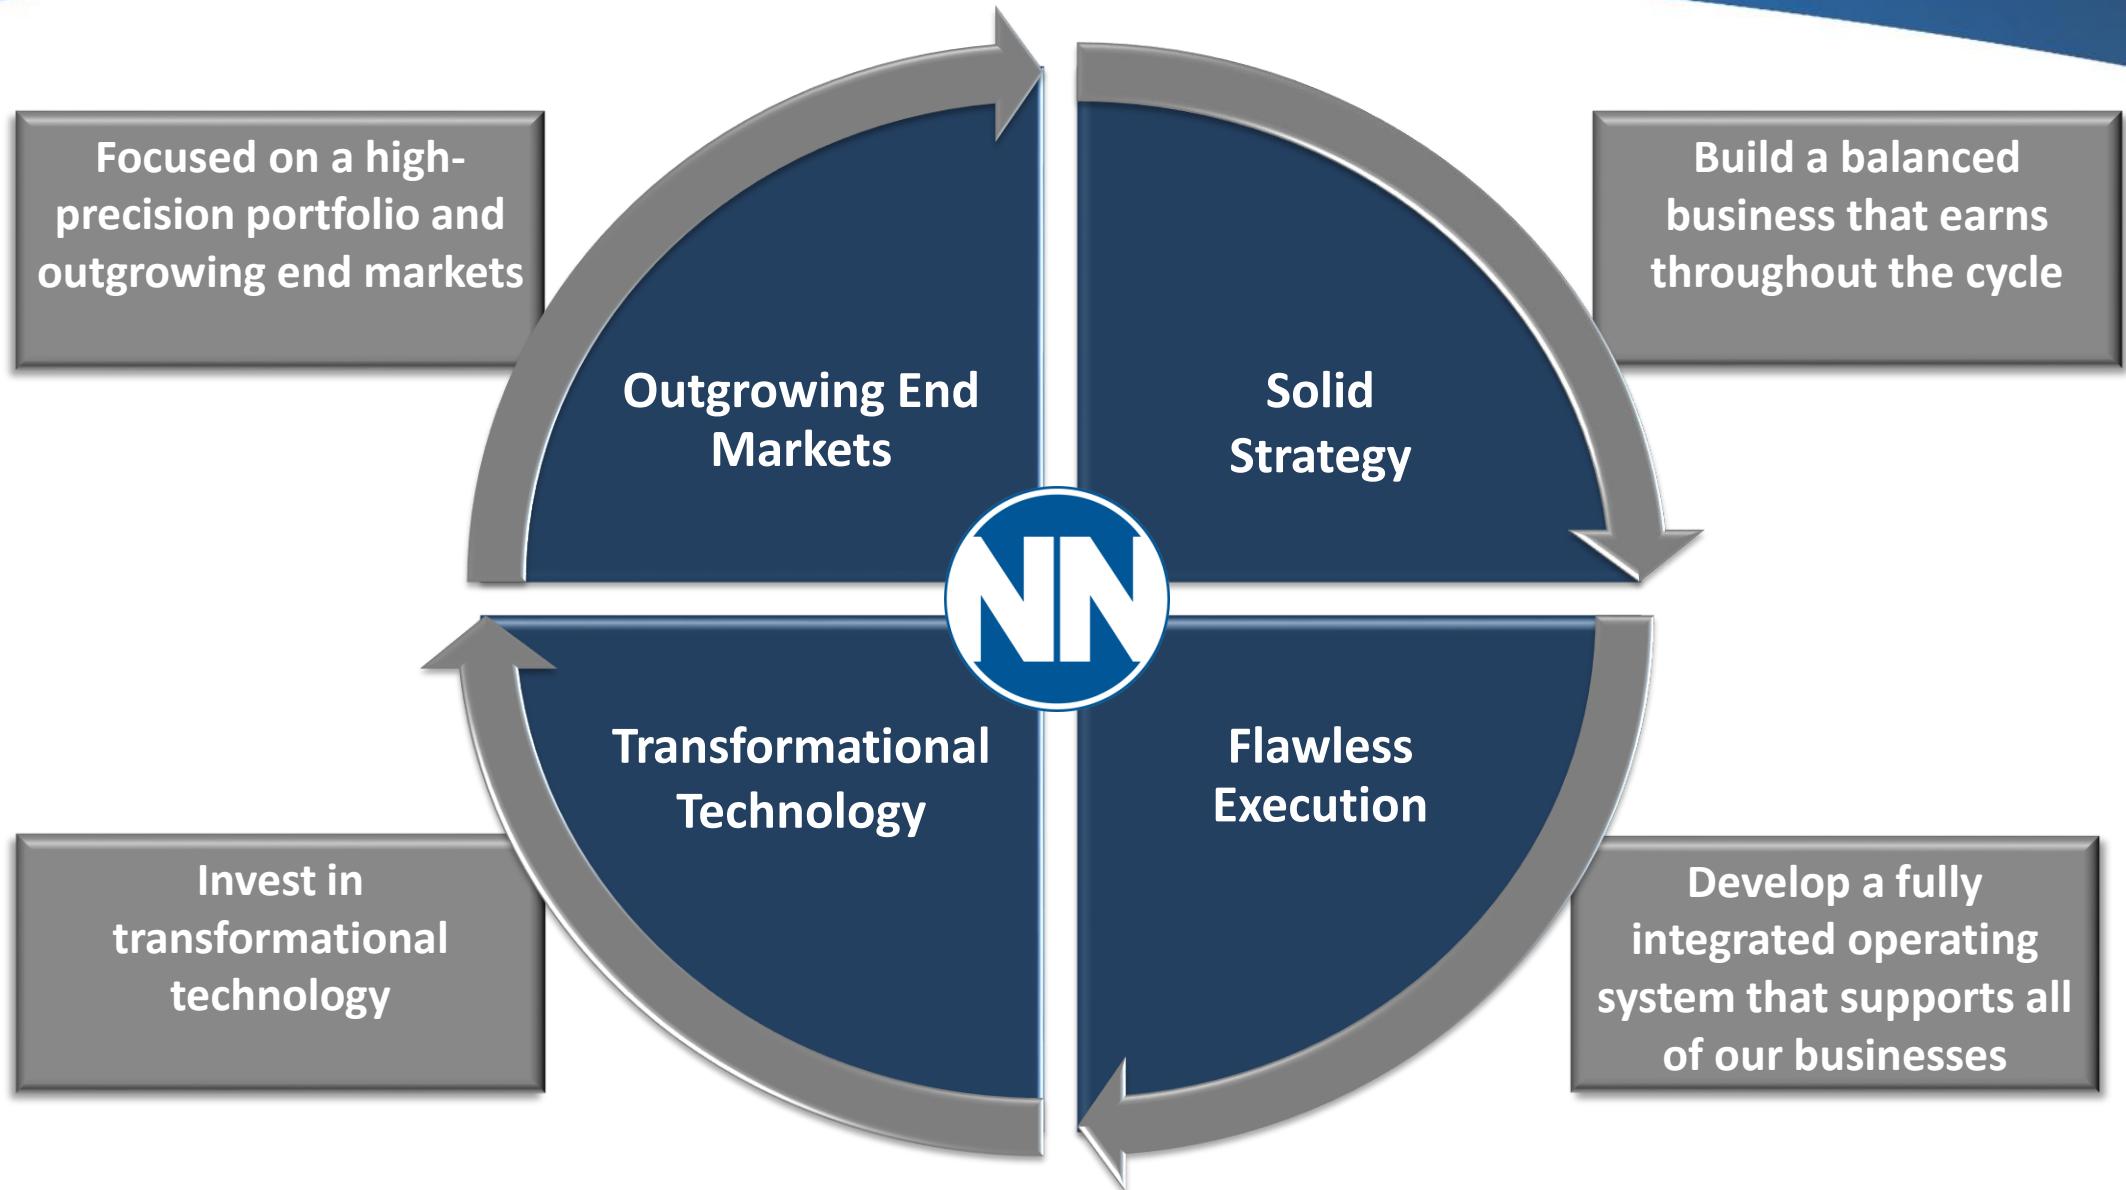 Focused on a high-
precision portfolio and
outgrowing end markets
Build a balanced
business that earns
throughout the cycle
Outgrowing End
Markets
Solid
Strategy
NN
Transformational
Technology
Flawless
Execution
Invest in
transformational
technology
Develop a fully
integrated operating
system that supports all
of our businesses